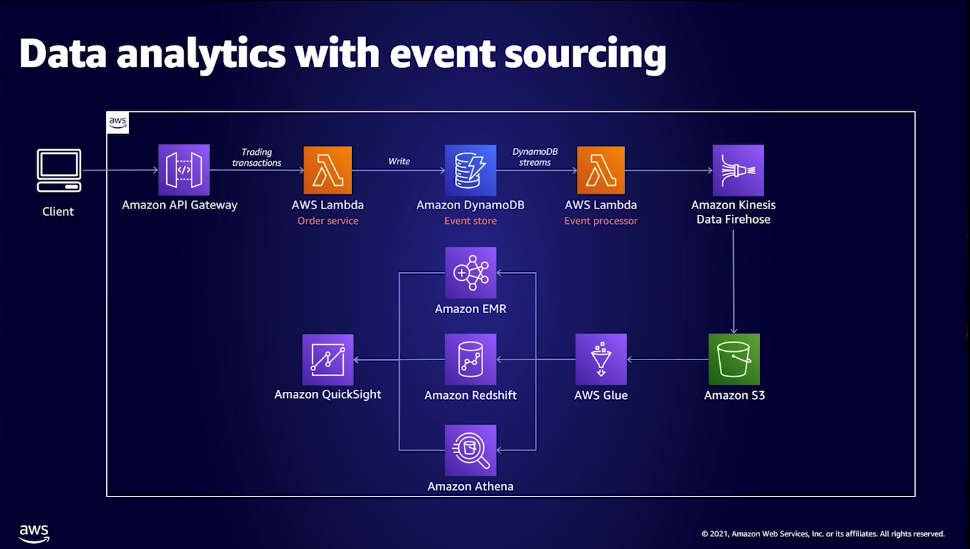 Data analytics with event sourcing
aws
Trading
transactions
Write
DynamoDB
streams
Client
Amazon API Gateway
AWS Lambda
Order service
Amazon DynamoDB
Event store
AWS Lambda
Event processor
Amazon Kinesis
Data Firehose
Amazon EMR
Amazon QuickSight
Amazon Redshift
AWS Glue
Amazon S3
Amazon Athena
aws
© 2021, Amazon Web Services, Inc. or its affiliates. All rights reserved.